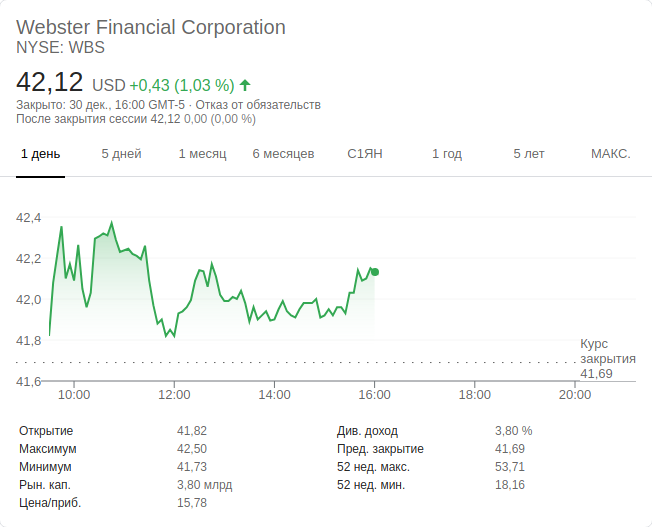 Webster Financial Corporation
NYSE: WBS
42,12 USD +0,43 (1,03 %)
Закрыто: 30 дек., 16:00 GMT-5 · Отказ от обязательств
После закрытия сессии 42,12 0,00 (0,00 %)
1 день 5 дней 1 месяц 6 месяцев С1ЯН 1 год 5 лет МАКС.
42,4
42,2
42,0
41,8
41,6
Курс
закрытия
41,69
10:00 12:00 14:00 16:00 18:00 20:00
Открытие 41,82 Див. доход 3,80 %
Максимум 42,50 Пред. закрытие 41,69
Минимум 41,73 52 нед. макс. 53,71
Рын. кап. 3,80 млрд 52 нед. мин. 18,16
Цена/приб. 15,78